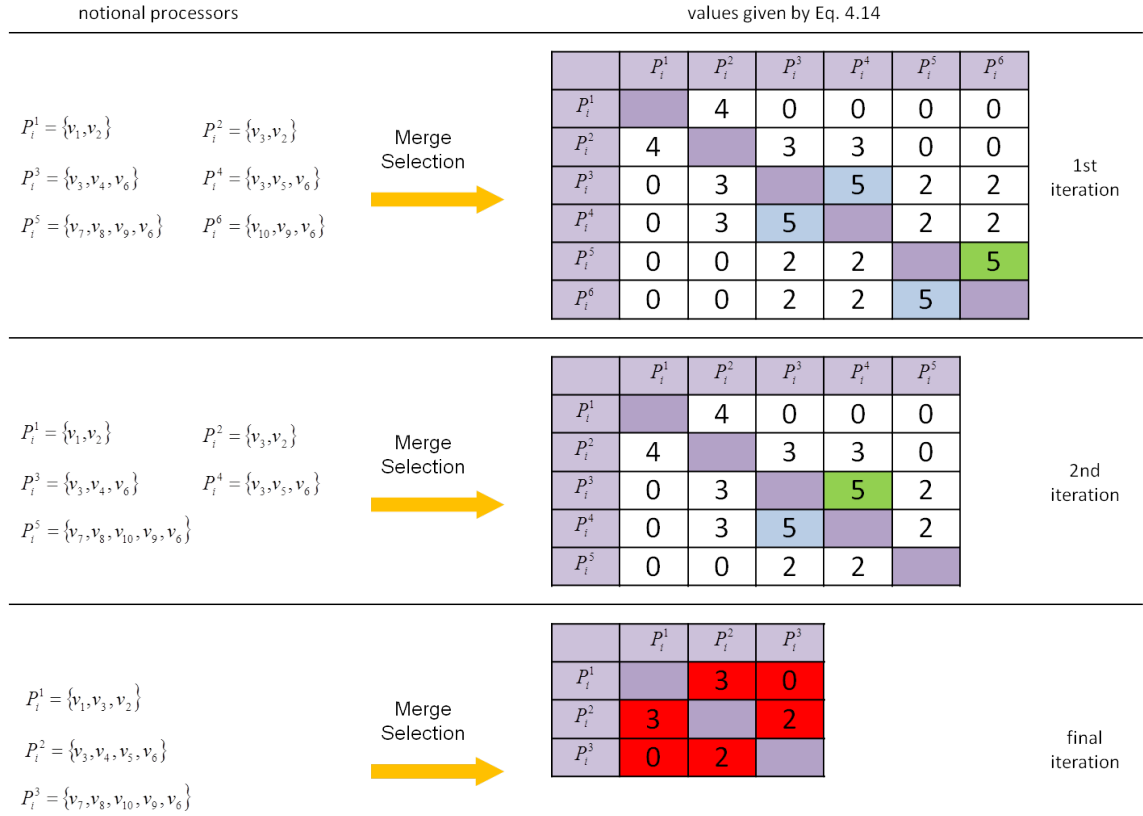 notional processors
values given by Eq. 4.14
P_i^1 = {v_1,v_2}
P_i^2 = {v_3,v_2}
P_i^3 = {v_3,v_4,v_6}
P_i^4 = {v_3,v_5,v_6}
P_i^5 = {v_7,v_8,v_9,v_6}
P_i^6 = {v_10,v_9,v_6}
Merge
Selection
P_i^1 P_i^2 P_i^3 P_i^4 P_i^5 P_i^6
P_i^1 4 0 0 0 0
P_i^2 4 3 3 0 0
P_i^3 0 3 5 2 2
P_i^4 0 3 5 2 2
P_i^5 0 0 2 2 5
P_i^6 0 0 2 2 5
1st
iteration
P_i^1 = {v_1,v_2}
P_i^2 = {v_3,v_2}
P_i^3 = {v_3,v_4,v_6}
P_i^4 = {v_3,v_5,v_6}
P_i^5 = {v_7,v_8,v_10,v_9,v_6}
Merge
Selection
P_i^1 P_i^2 P_i^3 P_i^4 P_i^5
P_i^1 4 0 0 0
P_i^2 4 3 3 0
P_i^3 0 3 5 2
P_i^4 0 3 5 2
P_i^5 0 0 2 2
2nd
iteration
P_i^1 = {v_1,v_3,v_2}
P_i^2 = {v_3,v_4,v_5,v_6}
P_i^3 = {v_7,v_8,v_10,v_9,v_6}
Merge
Selection
P_i^1 P_i^2 P_i^3
P_i^1 3 0
P_i^2 3 2
P_i^3 0 2
final
iteration